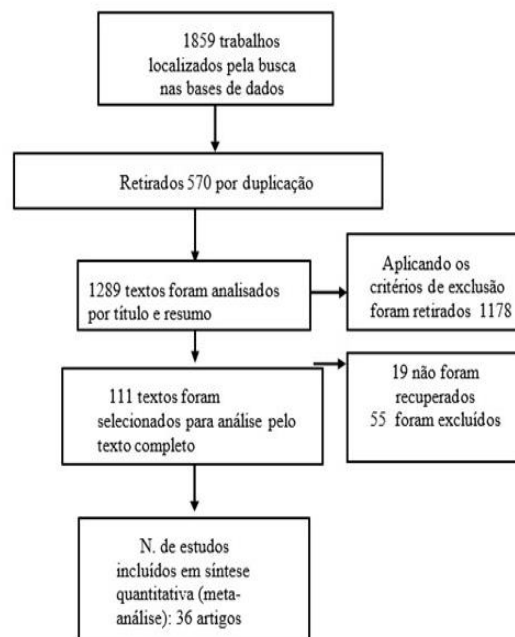 1859 trabalhos
localizados pela busca
nas bases de dados
Retirados 570 por duplicação
1289 textos foram analisados
por título e resumo
Aplicando os
critérios de exclusão
foram retirados 1178
111 textos foram
selecionados para análise pelo
texto completo
19 não foram
recuperados
55 foram excluídos
N. de estudos
incluídos em síntese
quantitativa (meta-
análise): 36 artigos